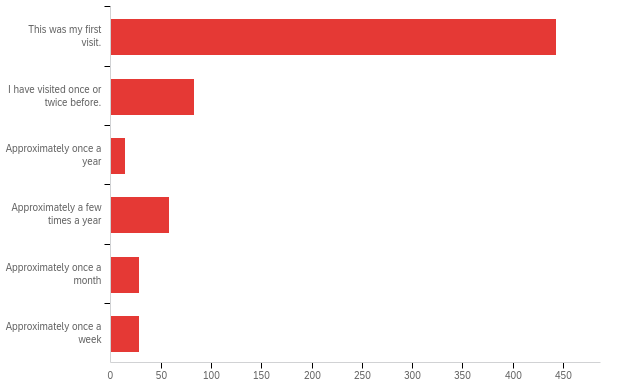 This was my first
visit.
I have visited once or
twice before.
Approximately once a
year
Approximately a few
times a year
Approximately once a
month
Approximately once a
week
0 50 100 150 200 250 300 350 400 450